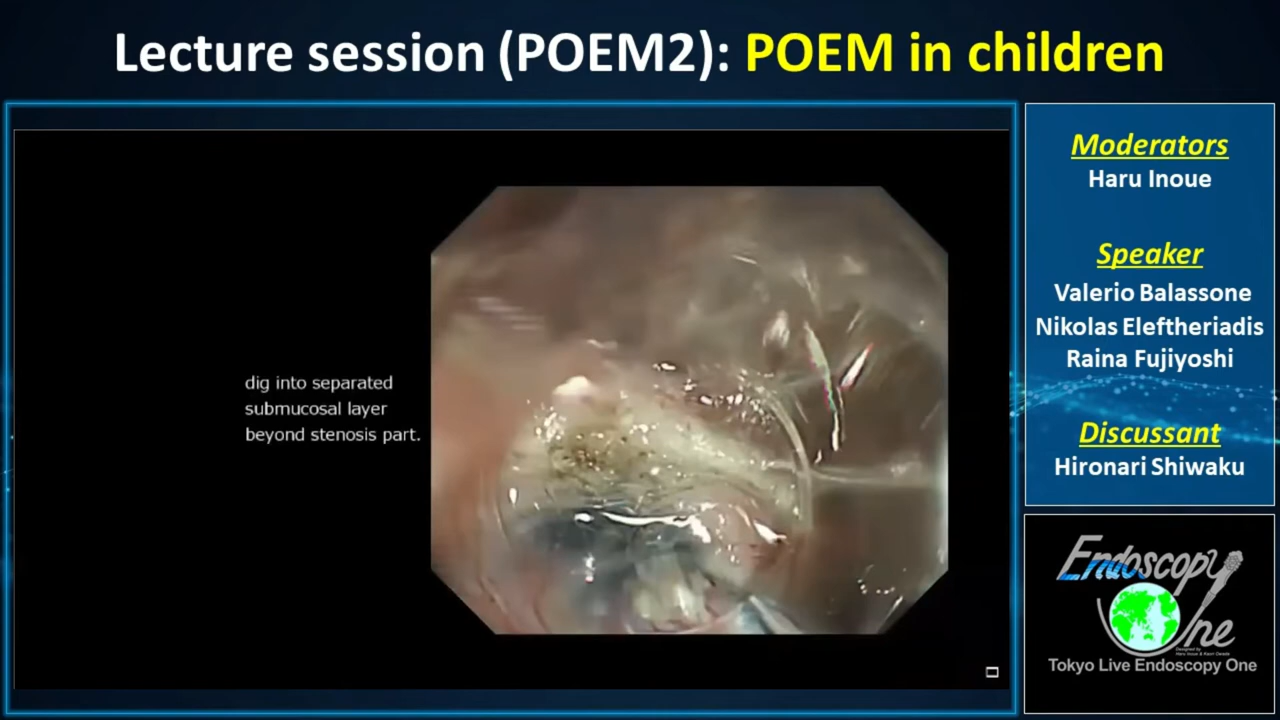 Lecture session (POEM2): POEM in children
dig into separated
submucosal layer
beyond stenosis part.
Moderators
Haru Inoue
Speaker
Valerio Balassone
Nikolas Eleftheriadis
Raina Fujiyoshi
Discussant
Hironari Shiwaku
Endoscopy
One
Tokyo Live Endoscopy One